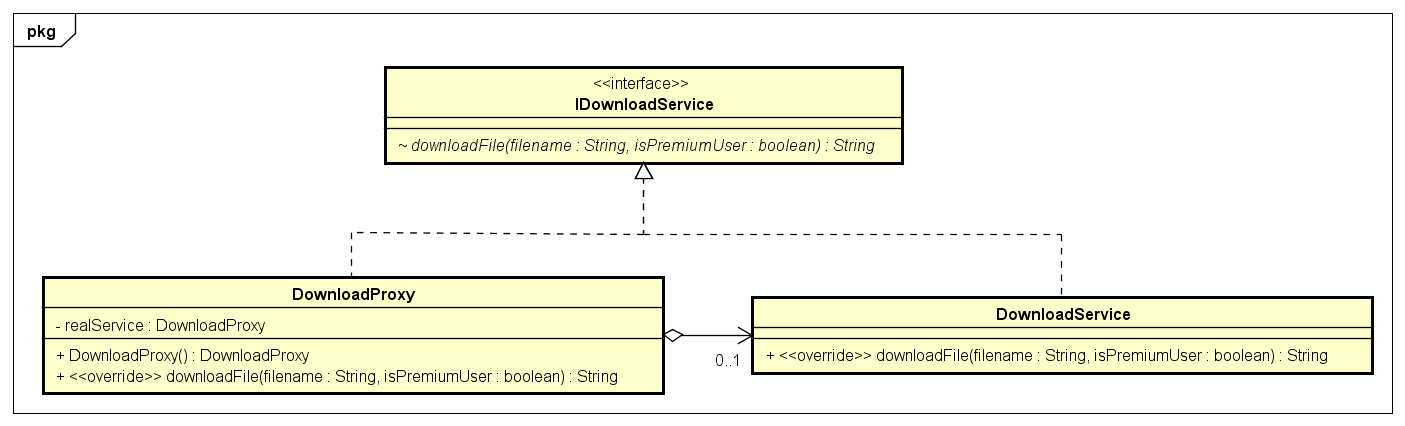 pkg
<<interface>>
IDownloadService
~ downloadFile(filename : String, isPremiumUser : boolean) : String
DownloadProxy
- realService : DownloadProxy
+ DownloadProxy() : DownloadProxy
+ <<override>> downloadFile(filename : String, isPremiumUser : boolean) : String
0..1
DownloadService
+ <<override>> downloadFile(filename : String, isPremiumUser : boolean) : String